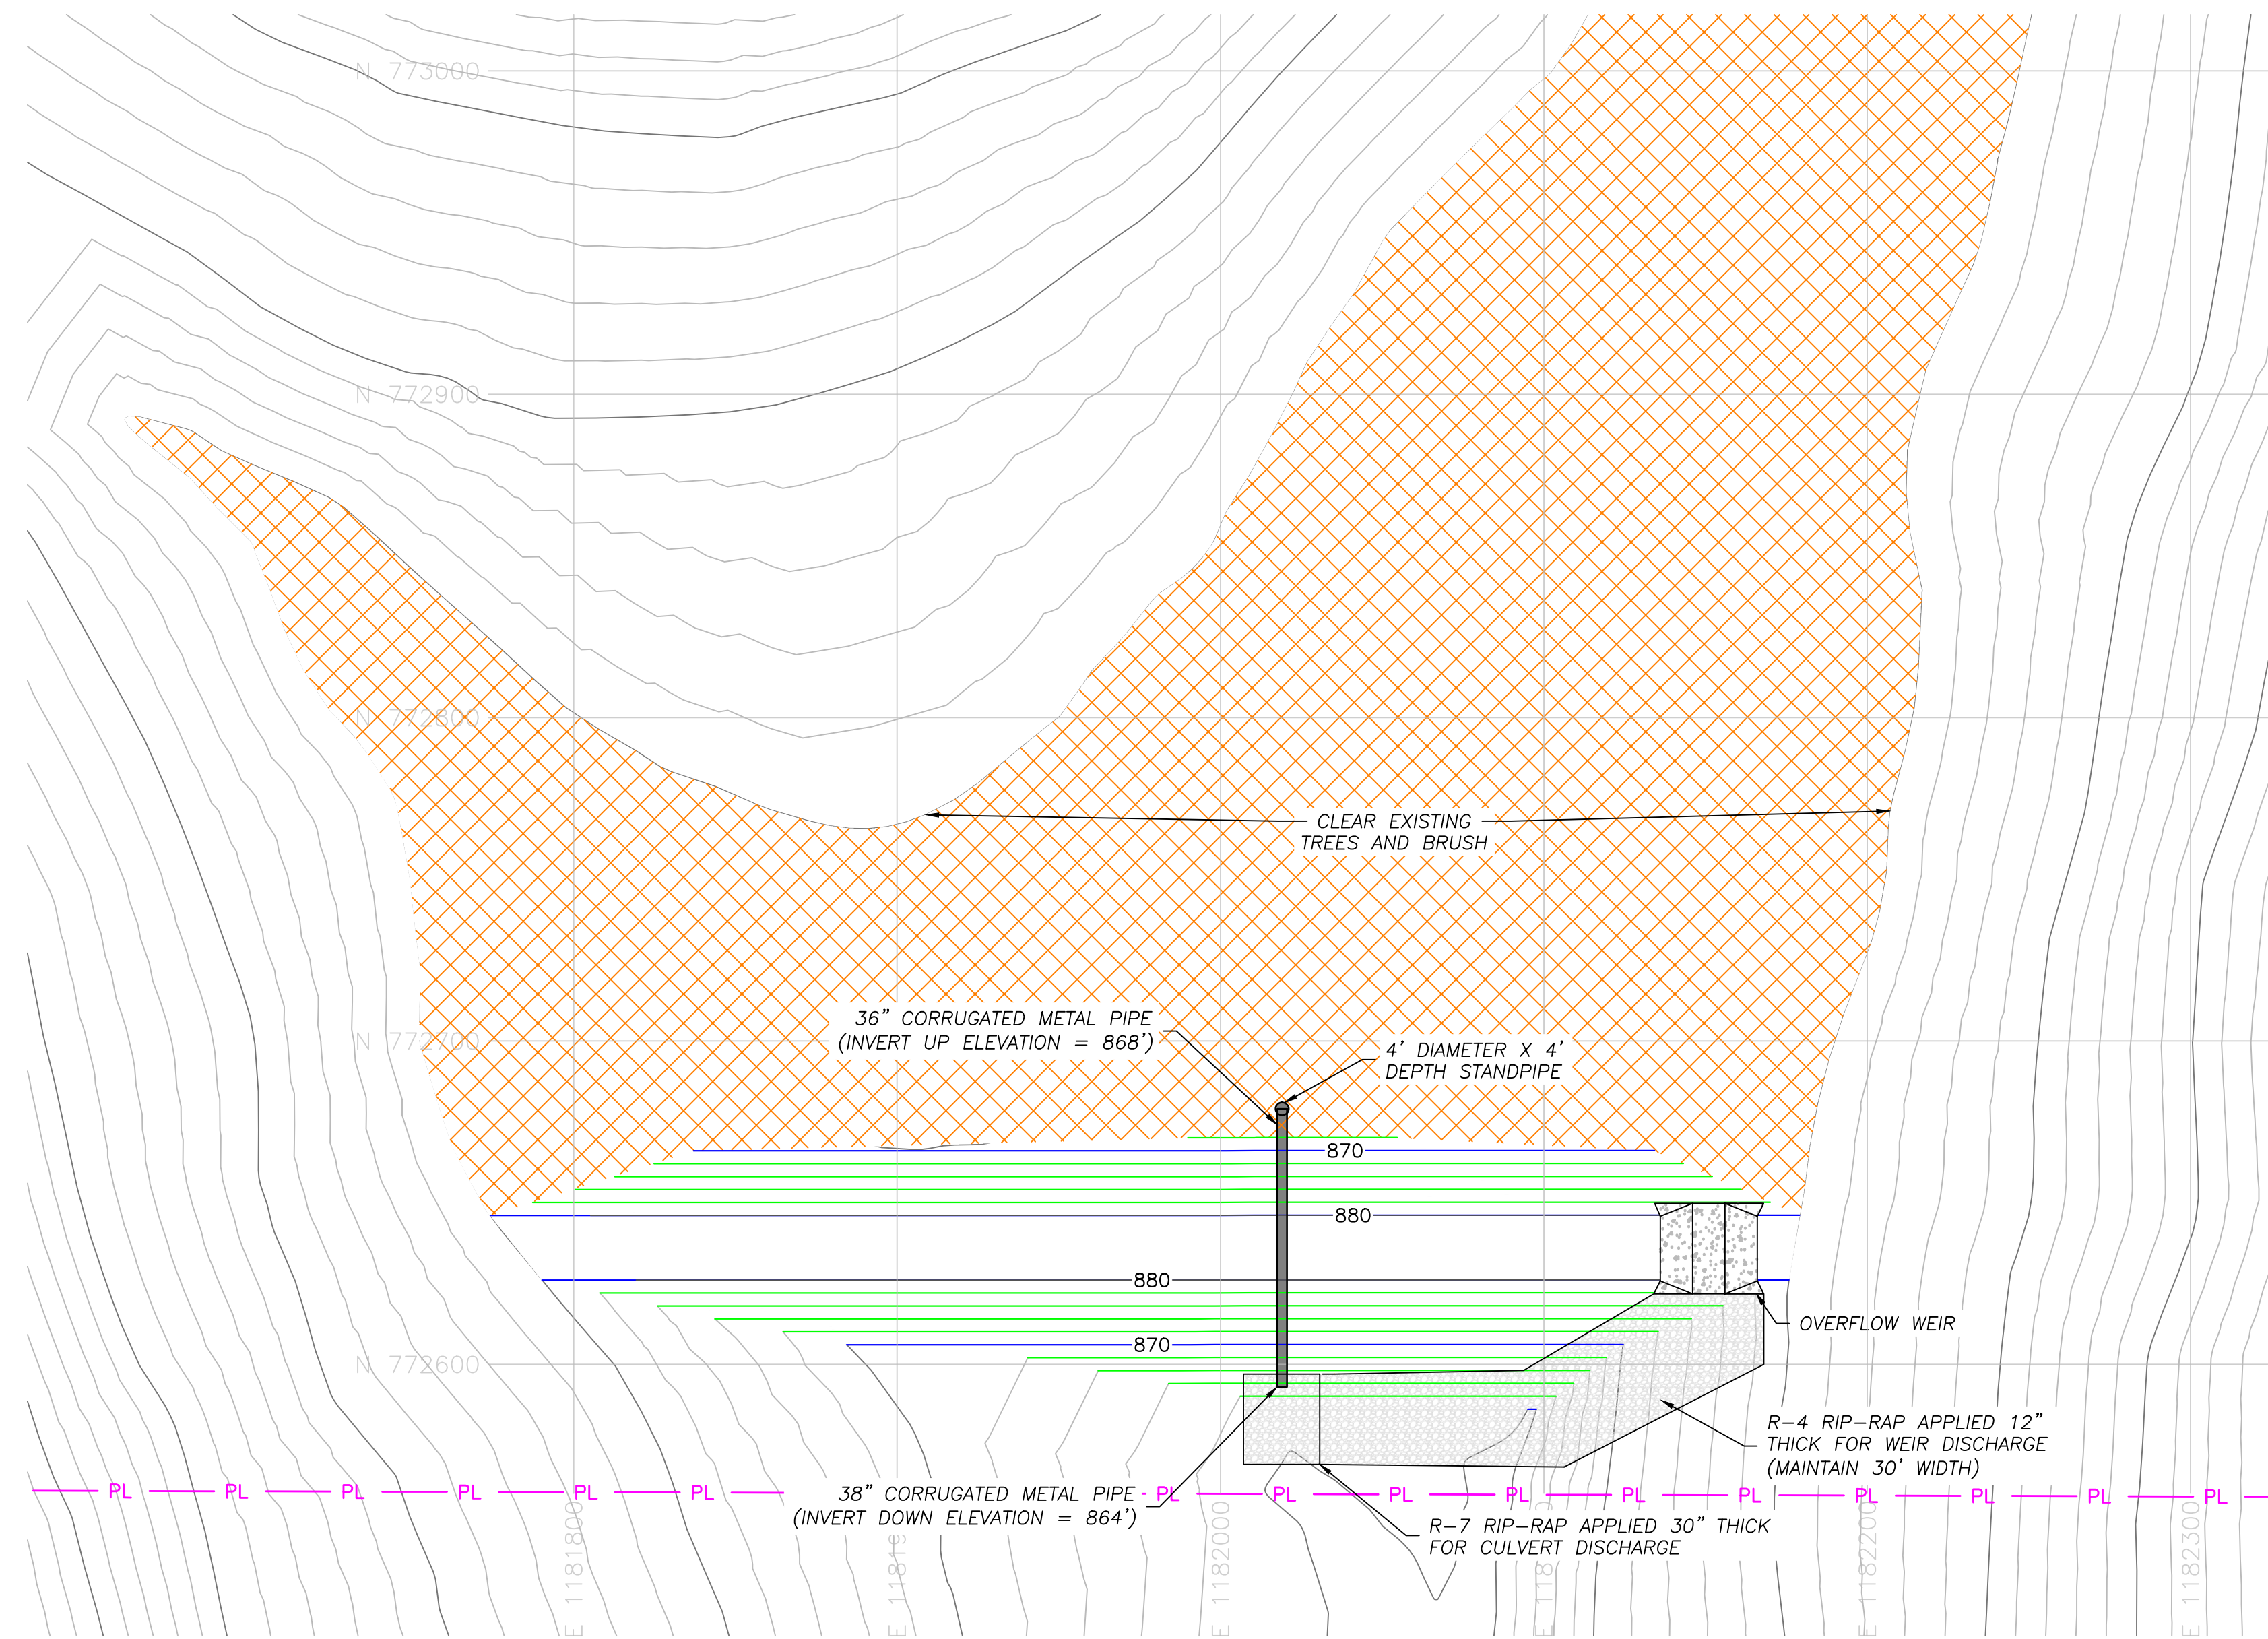 N 773000
N 772900
N 772800
CLEAR EXISTING
TREES AND BRUSH
36" CORRUGATED METAL PIPE
(INVERT UP ELEVATION = 868')
N 772700
4' DIAMETER X 4'
DEPTH STANDPIPE
870
880
880
OVERFLOW WEIR
870
N 772600
R-4 RIP-RAP APPLIED 12"
THICK FOR WEIR DISCHARGE
(MAINTAIN 30' WIDTH)
PL PL PL PL PL PL PL PL PL PL PL PL PL PL PL PL PL PL
38" CORRUGATED METAL PIPE
(INVERT DOWN ELEVATION = 864')
R-7 RIP-RAP APPLIED 30" THICK
FOR CULVERT DISCHARGE
E 1181800
E 11819
E 1182000
E 1182200
E 1182300